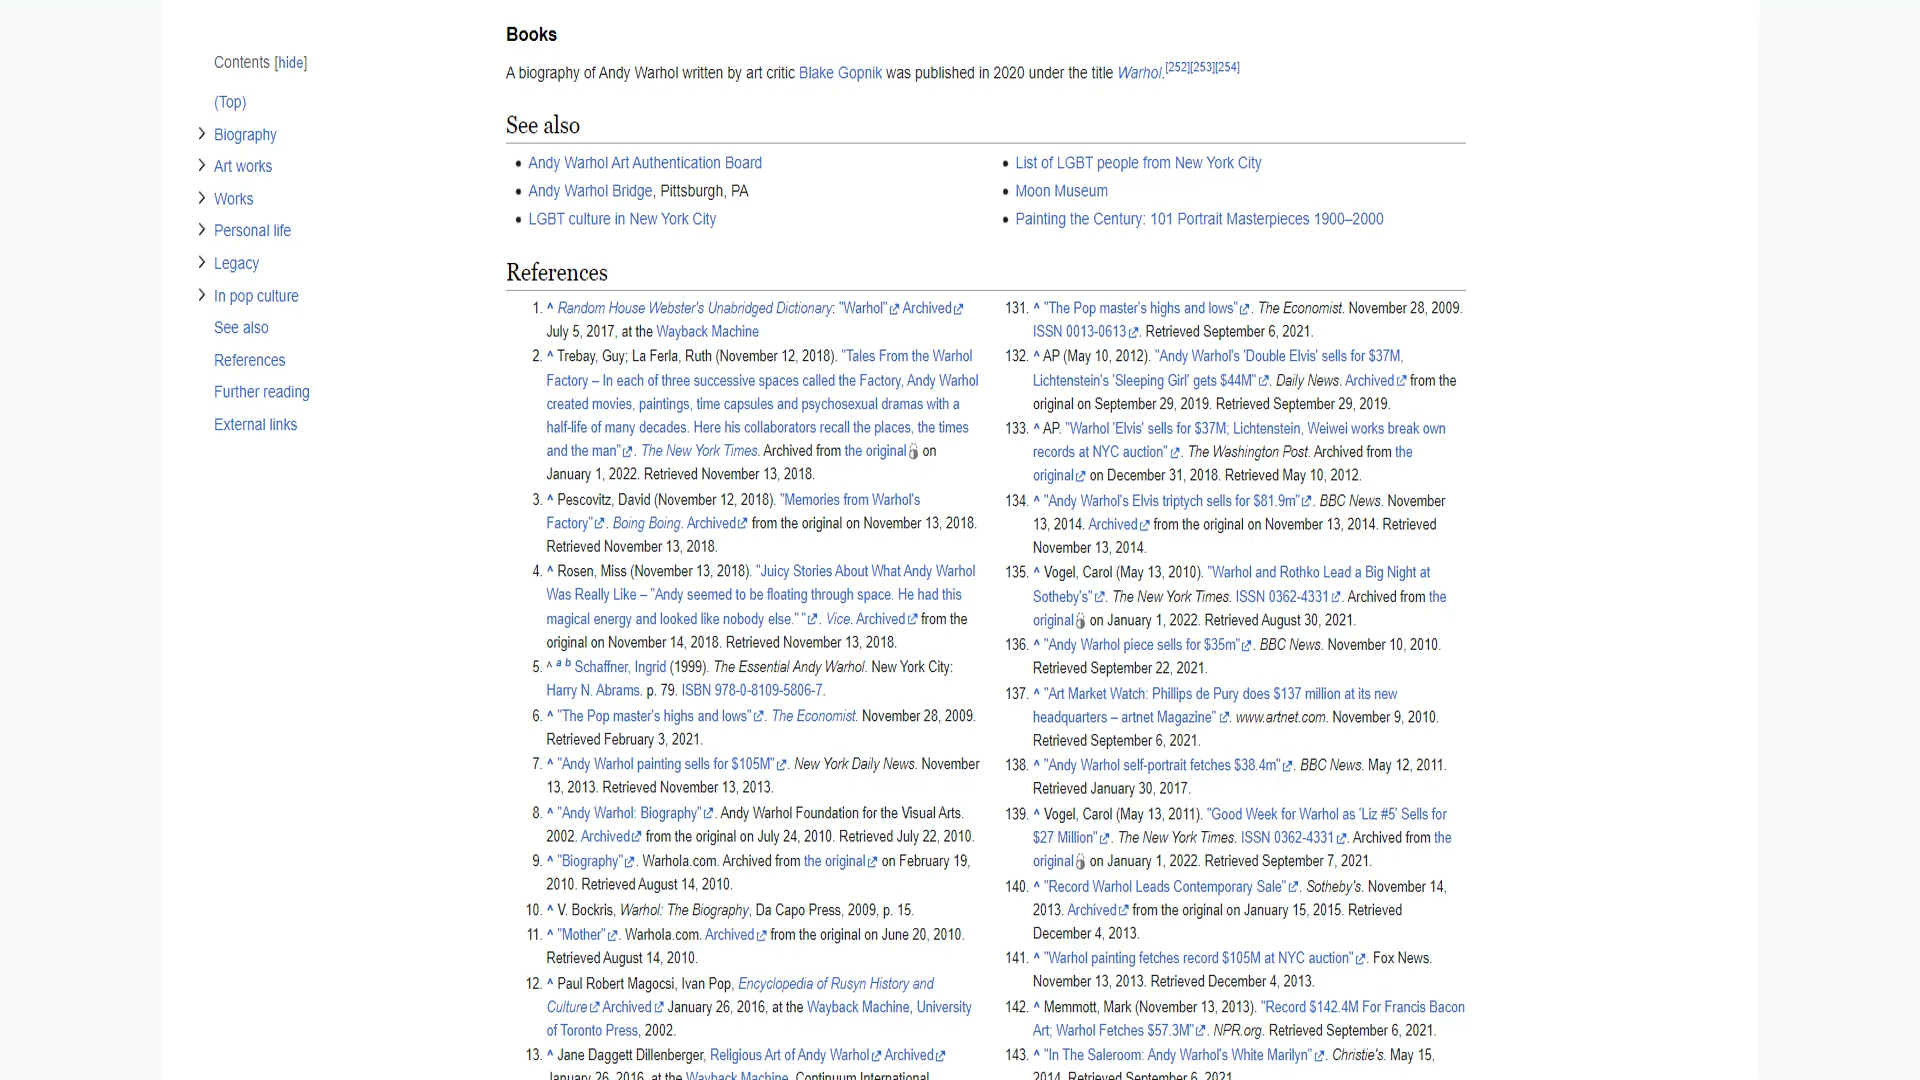 Contents [hide]
(Top)
Biography
Art works
Works
Personal life
Legacy
In pop culture
See also
References
Further reading
External links
Books
A biography of Andy Warhol written by art critic Blake Gopnik was published in 2020 under the title Warhol.[252][253][254]
See also
Andy Warhol Art Authentication Board
Andy Warhol Bridge, Pittsburgh, PA
LGBT culture in New York City
List of LGBT people from New York City
Moon Museum
Painting the Century: 101 Portrait Masterpieces 1900–2000
References
1. ^ Random House Webster's Unabridged Dictionary: "Warhol" Archived
July 5, 2017, at the Wayback Machine
2. ^ Trebay, Guy; La Ferla, Ruth (November 12, 2018). "Tales From the Warhol
Factory – In each of three successive spaces called the Factory, Andy Warhol
created movies, paintings, time capsules and psychosexual dramas with a
half-life of many decades. Here his collaborators recall the places, the times
and the man". The New York Times. Archived from the original on
January 1, 2022. Retrieved November 13, 2018.
3. ^ Pescovitz, David (November 12, 2018). "Memories from Warhol's
Factory". Boing Boing. Archived from the original on November 13, 2018.
Retrieved November 13, 2018.
4. ^ Rosen, Miss (November 13, 2018). "Juicy Stories About What Andy Warhol
Was Really Like – "Andy seemed to be floating through space. He had this
magical energy and looked like nobody else." ". Vice. Archived from the
original on November 14, 2018. Retrieved November 13, 2018.
5. ^ a b Schaffner, Ingrid (1999). The Essential Andy Warhol. New York City:
Harry N. Abrams. p. 79. ISBN 978-0-8109-5806-7.
6. ^ "The Pop master's highs and lows". The Economist. November 28, 2009.
Retrieved February 3, 2021.
7. ^ "Andy Warhol painting sells for $105M". New York Daily News. November
13, 2013. Retrieved November 13, 2013.
8. ^ "Andy Warhol: Biography". Andy Warhol Foundation for the Visual Arts.
2002. Archived from the original on July 24, 2010. Retrieved July 22, 2010.
9. ^ "Biography". Warhola.com. Archived from the original on February 19,
2010. Retrieved August 14, 2010.
10. ^ V. Bockris, Warhol: The Biography, Da Capo Press, 2009, p. 15.
11. ^ "Mother". Warhola.com. Archived from the original on June 20, 2010.
Retrieved August 14, 2010.
12. ^ Paul Robert Magocsi, Ivan Pop, Encyclopedia of Rusyn History and
Culture Archived January 26, 2016, at the Wayback Machine, University
of Toronto Press, 2002.
13. ^ Jane Daggett Dillenberger, Religious Art of Andy Warhol Archived
January 26, 2016, at the Wayback Machine, Continuum International
131. ^ "The Pop master's highs and lows". The Economist. November 28, 2009.
ISSN 0013-0613. Retrieved September 6, 2021.
132. ^ AP (May 10, 2012). "Andy Warhol's 'Double Elvis' sells for $37M,
Lichtenstein's 'Sleeping Girl' gets $44M". Daily News. Archived from the
original on September 29, 2019. Retrieved September 29, 2019.
133. ^ AP. "Warhol 'Elvis' sells for $37M; Lichtenstein, Weiwei works break own
records at NYC auction". The Washington Post. Archived from the
original on December 31, 2018. Retrieved May 10, 2012.
134. ^ "Andy Warhol's Elvis triptych sells for $81.9m". BBC News. November
13, 2014. Archived from the original on November 13, 2014. Retrieved
November 13, 2014.
135. ^ Vogel, Carol (May 13, 2010). "Warhol and Rothko Lead a Big Night at
Sotheby's". The New York Times. ISSN 0362-4331. Archived from the
original on January 1, 2022. Retrieved August 30, 2021.
136. ^ "Andy Warhol piece sells for $35m". BBC News. November 10, 2010.
Retrieved September 22, 2021.
137. ^ "Art Market Watch: Phillips de Pury does $137 million at its new
headquarters – artnet Magazine". www.artnet.com. November 9, 2010.
Retrieved September 6, 2021.
138. ^ "Andy Warhol self-portrait fetches $38.4m". BBC News. May 12, 2011.
Retrieved January 30, 2017.
139. ^ Vogel, Carol (May 13, 2011). "Good Week for Warhol as 'Liz #5' Sells for
$27 Million". The New York Times. ISSN 0362-4331. Archived from the
original on January 1, 2022. Retrieved September 7, 2021.
140. ^ "Record Warhol Leads Contemporary Sale". Sotheby's. November 14,
2013. Archived from the original on January 15, 2015. Retrieved
December 4, 2013.
141. ^ "Warhol painting fetches record $105M at NYC auction". Fox News.
November 13, 2013. Retrieved December 4, 2013.
142. ^ Memmott, Mark (November 13, 2013). "Record $142.4M For Francis Bacon
Art; Warhol Fetches $57.3M". NPR.org. Retrieved September 6, 2021.
143. ^ "In The Saleroom: Andy Warhol's White Marilyn". Christie's. May 15,
2014. Retrieved September 6, 2021.